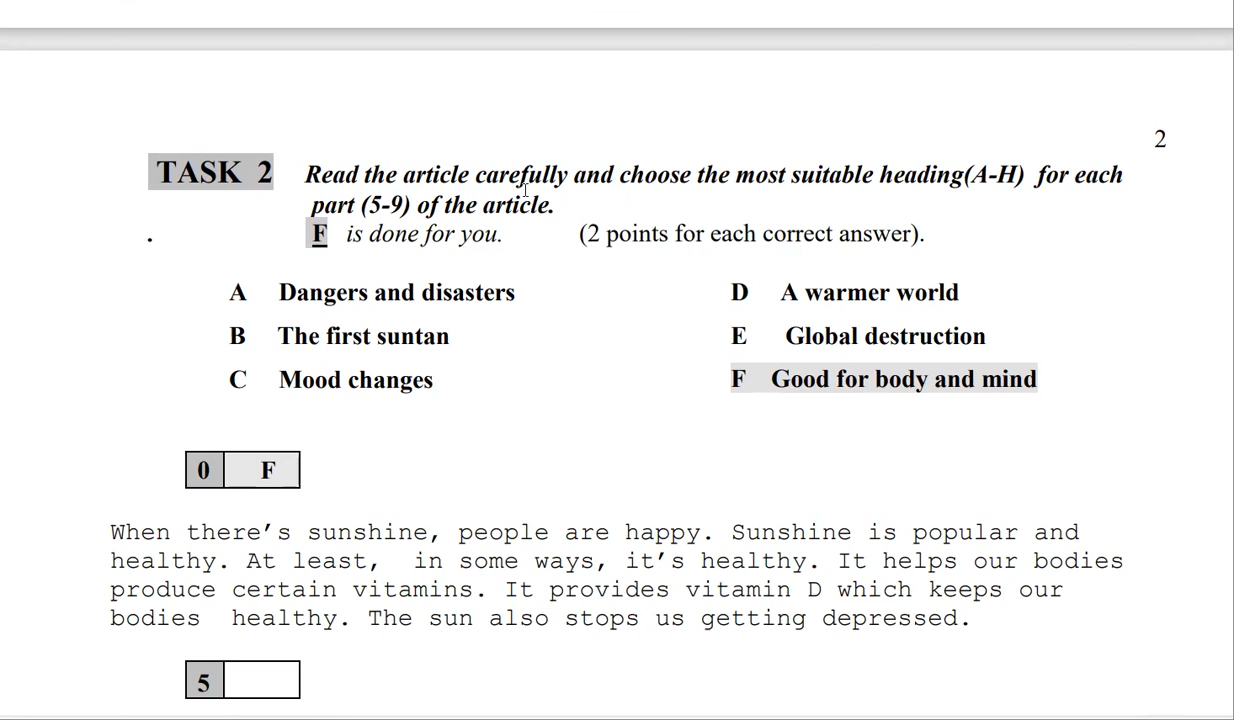 2
TASK 2 Read the article carefully and choose the most suitable heading(A-H) for each
part (5-9) of the article.
. F is done for you. (2 points for each correct answer).
A Dangers and disasters D A warmer world
B The first suntan E Global destruction
C Mood changes F Good for body and mind
0 F
When there’s sunshine, people are happy. Sunshine is popular and
healthy. At least, in some ways, it’s healthy. It helps our bodies
produce certain vitamins. It provides vitamin D which keeps our
bodies healthy. The sun also stops us getting depressed.
5